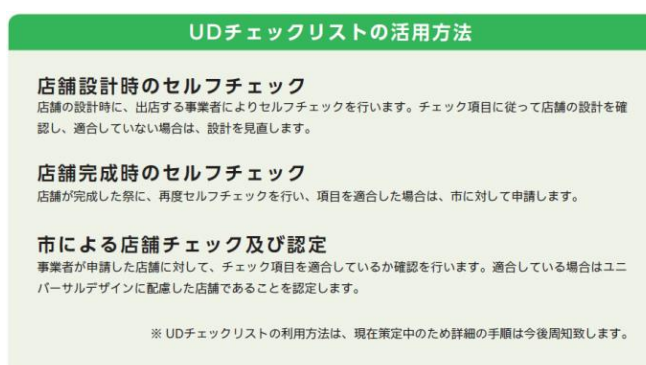 UDチェックリストの活用方法
店舗設計時のセルフチェック
店舗の設計時に、出店する事業者によりセルフチェックを行います。チェック項目に従って店舗の設計を確
認し、適合していない場合は、設計を見直します。
店舗完成時のセルフチェック
店舗が完成した祭に、再度セルフチェックを行い、項目を適合した場合は、市に対して申請します。
市による店舗チェック及び認定
事業者が申請した店舗に対して、チェック項目を適合しているか確認を行います。適合している場合はユニ
バーサルデザインに配慮した店舗であることを認定します。
※ UDチェックリストの利用方法は、現在策定中のため詳細の手順は今後周知致します。